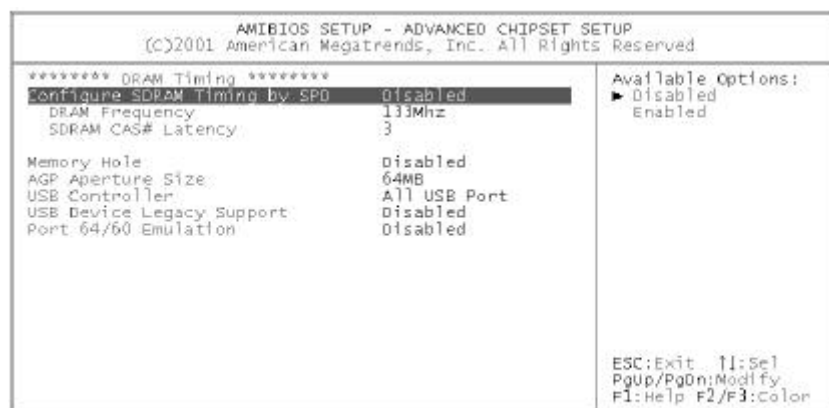 AMIBIOS SETUP - ADVANCED CHIPSET SETUP
(C)2001 American Megatrends, Inc. All Rights Reserved
******** DRAM Timing ********
Configure SDRAM Timing by SPD Disabled
DRAM Frequency 133Mhz
SDRAM CAS# Latency 3
Memory Hole Disabled
AGP Aperture Size 64MB
USB Controller All USB Port
USB Device Legacy Support Disabled
Port 64/60 Emulation Disabled
Available Options:
► Disabled
Enabled
ESC:Exit ↑↓:Sel
PgUp/PgDn:Modify
F1:Help F2/F3:Color